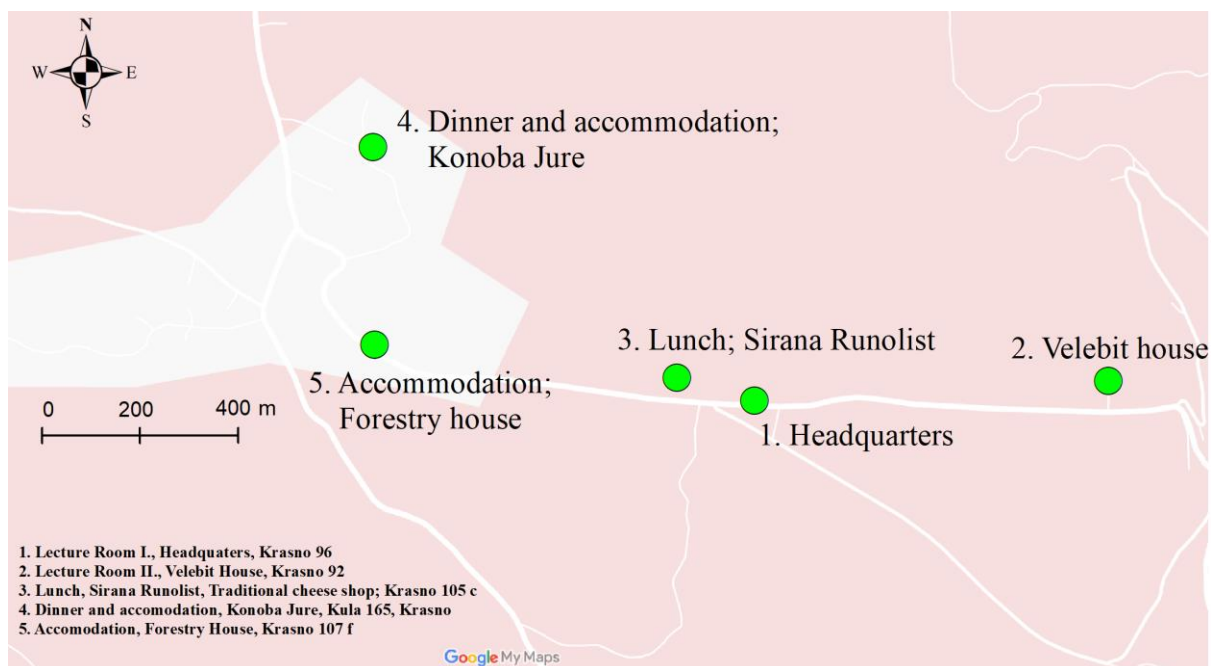 N
W E
S
4. Dinner and accommodation;
Konoba Jure
3. Lunch; Sirana Runolist
2. Velebit house
5. Accommodation;
Forestry house
1. Headquarters
0 200 400 m
1. Lecture Room I., Headquaters, Krasno 96
2. Lecture Room II., Velebit House, Krasno 92
3. Lunch, Sirana Runolist, Traditional cheese shop; Krasno 105 c
4. Dinner and accomodation, Konoba Jure, Kula 165, Krasno
5. Accomodation, Forestry House, Krasno 107 f
Google My Maps